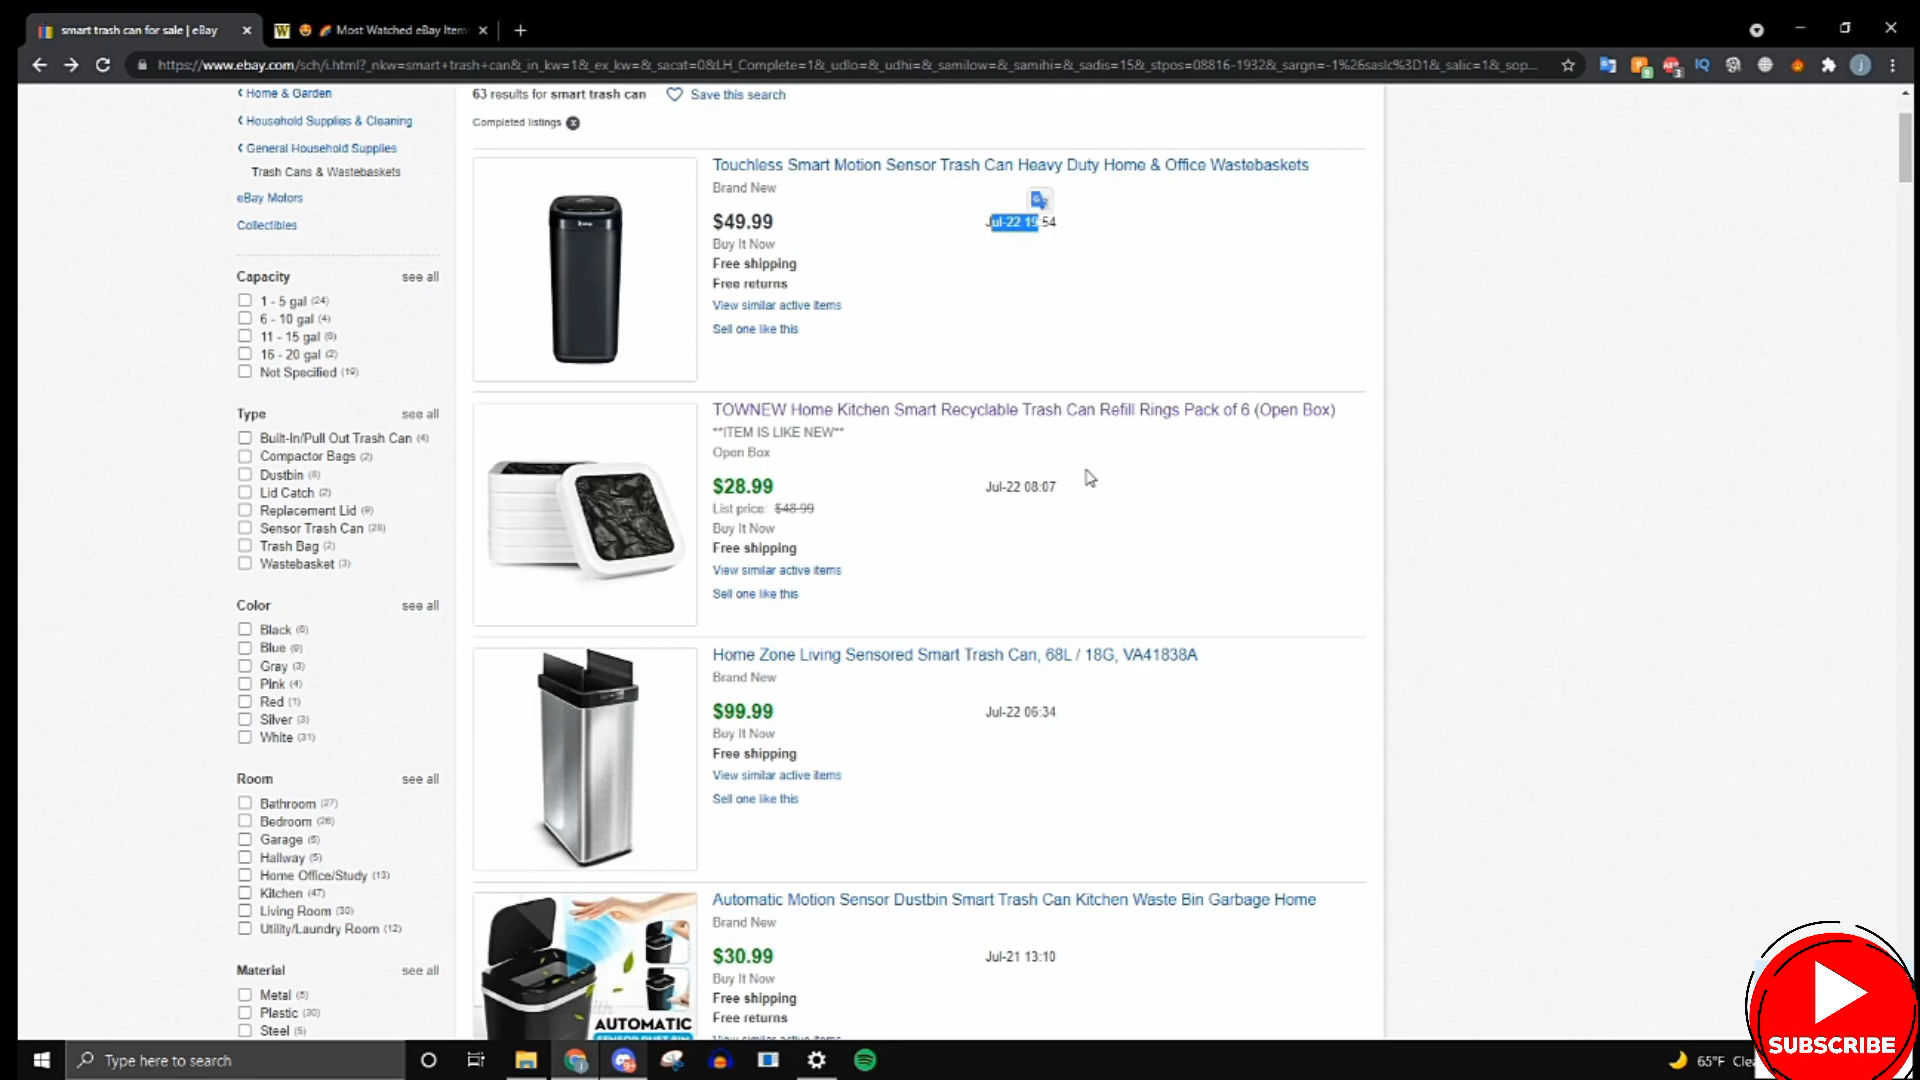 smart trash can for sale | eBay
Most Watched eBay Item
https://www.ebay.com/sch/i.html?_nkw=smart+trash+can&_in_kw=1&_ex_kw=&_sacat=0&LH_Complete=1&_udlo=&_udhi=&_samilow=&_samihi=&_sadis=15&_stpos=08816-1932&_sargn=-1%26saslc%3D1&_salic=1&_sop...
Home & Garden
Household Supplies & Cleaning
General Household Supplies
Trash Cans & Wastebaskets
eBay Motors
Collectibles
Capacity see all
1 - 5 gal (24)
6 - 10 gal (4)
11 - 15 gal (6)
16 - 20 gal (2)
Not Specified (19)
Type see all
Built-In/Pull Out Trash Can (4)
Compactor Bags (2)
Dustbin (8)
Lid Catch (2)
Replacement Lid (9)
Sensor Trash Can (28)
Trash Bag (2)
Wastebasket (3)
Color see all
Black (6)
Blue
Gray (3)
Pink (4)
Red (1)
Silver (3)
White (31)
Room see all
Bathroom (27)
Bedroom (26)
Garage (5)
Hallway (5)
Home Office/Study (13)
Kitchen (47)
Living Room (30)
Utility/Laundry Room (12)
Material see all
Metal (5)
Plastic (30)
Steel (5)
63 results for smart trash can
Save this search
Completed listings
Touchless Smart Motion Sensor Trash Can Heavy Duty Home & Office Wastebaskets
Brand New
$49.99 Jul-22 19:54
Buy It Now
Free shipping
Free returns
View similar active items
Sell one like this
TOWNEW Home Kitchen Smart Recyclable Trash Can Refill Rings Pack of 6 (Open Box)
**ITEM IS LIKE NEW**
Open Box
$28.99 Jul-22 08:07
List price: $48.99
Buy It Now
Free shipping
View similar active items
Sell one like this
Home Zone Living Sensored Smart Trash Can, 68L / 18G, VA41838A
Brand New
$99.99 Jul-22 06:34
Buy It Now
Free shipping
View similar active items
Sell one like this
Automatic Motion Sensor Dustbin Smart Trash Can Kitchen Waste Bin Garbage Home
Brand New
$30.99 Jul-21 13:10
Buy It Now
Free shipping
Free returns
View similar active items
AUTOMATIC
SENSOR DUST BIN
SUBSCRIBE
Type here to search
65°F Cle